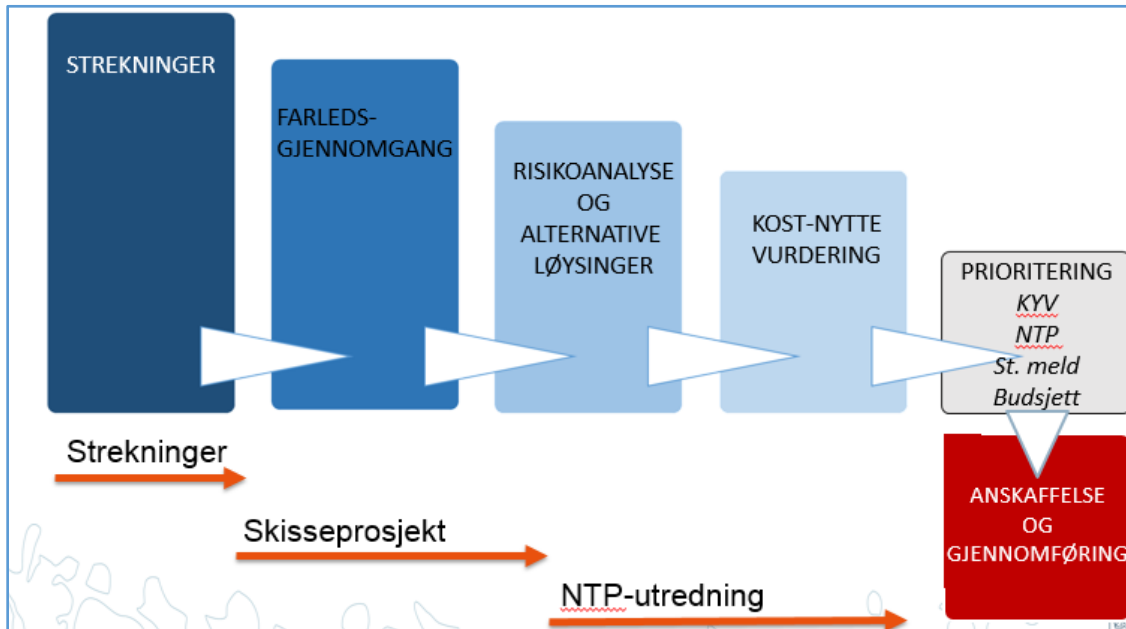 STREKNINGER
FARLEDS-
GJENNOMGANG
RISIKOANALYSE
OG
ALTERNATIVE
LØYSINGER
KOST-NYTTE
VURDERING
PRIORITERING
KYV
NTP
St. meld
Budsjett
ANSKAFFELSE
OG
GJENNOMFØRING
Strekninger
Skisseprosjekt
NTP-utredning